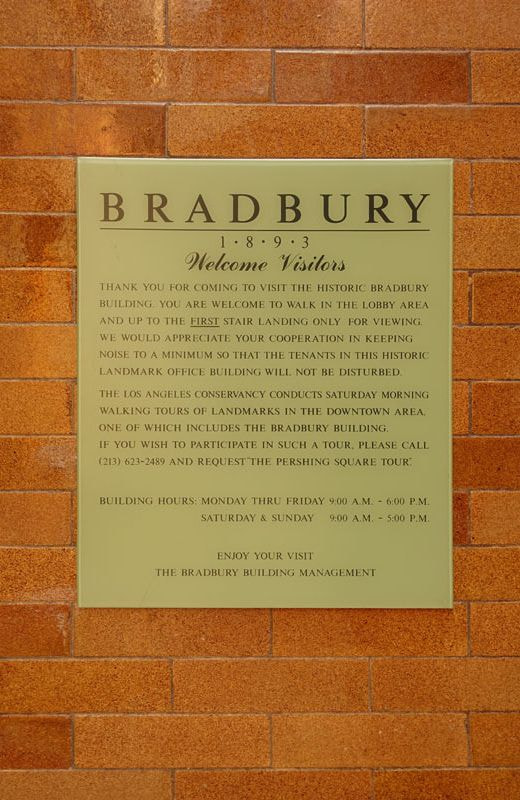 BRADBURY
1·8·9·3
Welcome Visitors
THANK YOU FOR COMING TO VISIT THE HISTORIC BRADBURY
BUILDING. YOU ARE WELCOME TO WALK IN THE LOBBY AREA
AND UP TO THE FIRST STAIR LANDING ONLY FOR VIEWING.
WE WOULD APPRECIATE YOUR COOPERATION IN KEEPING
NOISE TO A MINIMUM SO THAT THE TENANTS IN THIS HISTORIC
LANDMARK OFFICE BUILDING WILL NOT BE DISTURBED.
THE LOS ANGELES CONSERVANCY CONDUCTS SATURDAY MORNING
WALKING TOURS OF LANDMARKS IN THE DOWNTOWN AREA,
ONE OF WHICH INCLUDES THE BRADBURY BUILDING.
IF YOU WISH TO PARTICIPATE IN SUCH A TOUR, PLEASE CALL
(213) 623-2489 AND REQUEST "THE PERSHING SQUARE TOUR".
BUILDING HOURS: MONDAY THRU FRIDAY 9:00 A.M. - 6:00 P.M.
SATURDAY & SUNDAY 9:00 A.M. - 5:00 P.M.
ENJOY YOUR VISIT
THE BRADBURY BUILDING MANAGEMENT